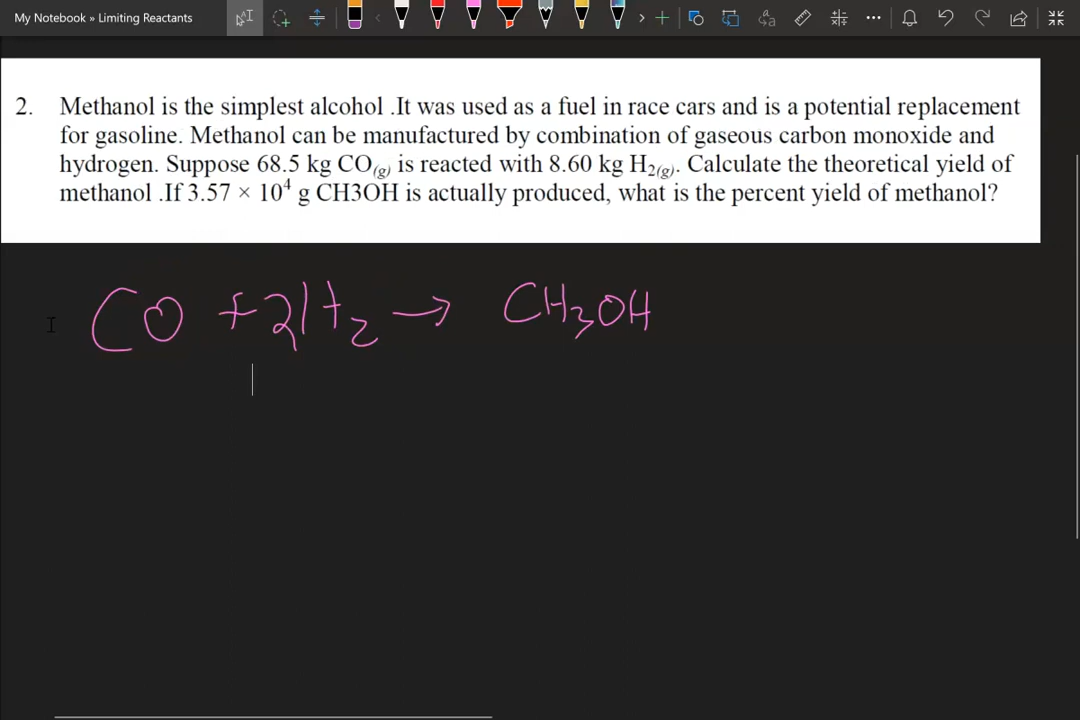 My Notebook » Limiting Reactants
2. Methanol is the simplest alcohol .It was used as a fuel in race cars and is a potential replacement
for gasoline. Methanol can be manufactured by combination of gaseous carbon monoxide and
hydrogen. Suppose 68.5 kg CO(g) is reacted with 8.60 kg H2(g). Calculate the theoretical yield of
methanol .If 3.57 × 10⁴ g CH3OH is actually produced, what is the percent yield of methanol?
CO + 2H₂ → CH₃OH